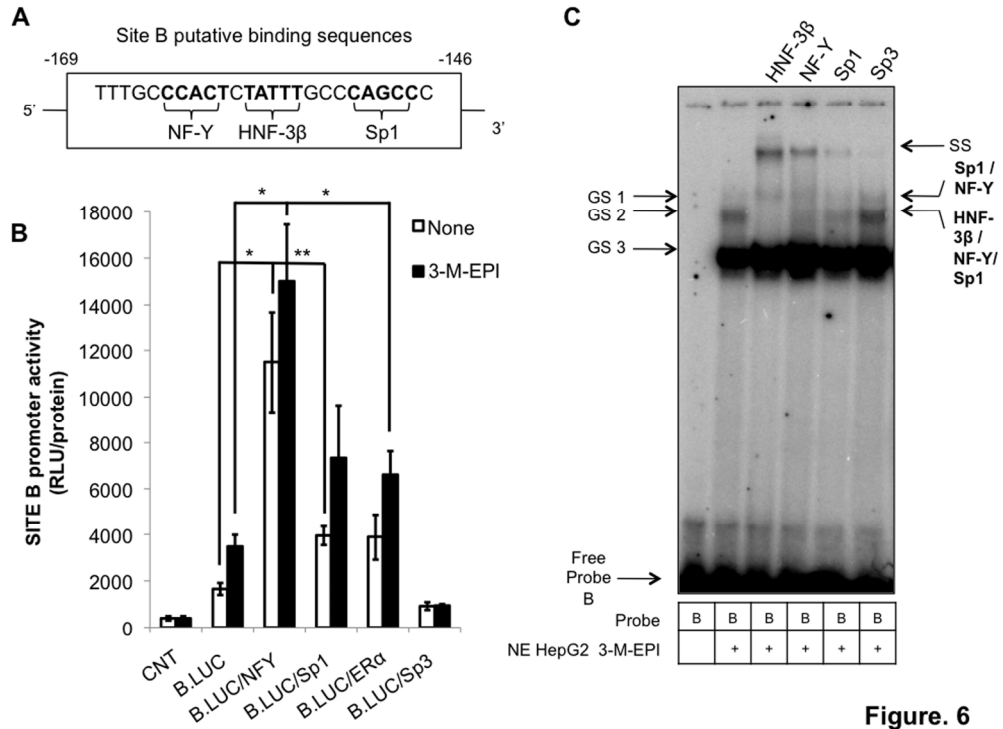 A
Site B putative binding sequences
-169
-146
TTTGCCCACTCTATTTGCCCAGCCC
5’
3’
NF-Y
HNF-3β
Sp1
B
SITE B promoter activity
(RLU/protein)
18000
16000
14000
12000
10000
8000
6000
4000
2000
0
*
*
*
**
None
3-M-EPI
CNT
B.LUC
B.LUC/NFY
B.LUC/Sp1
B.LUC/ERα
B.LUC/Sp3
C
HNF-3β
NF-Y
Sp1
Sp3
GS 1
GS 2
GS 3
SS
Sp1 /
NF-Y
HNF-
3β /
NF-Y/
Sp1
Free
Probe
B
Probe
B
B
B
B
B
B
NE HepG2 3-M-EPI
+
+
+
+
+
Figure. 6